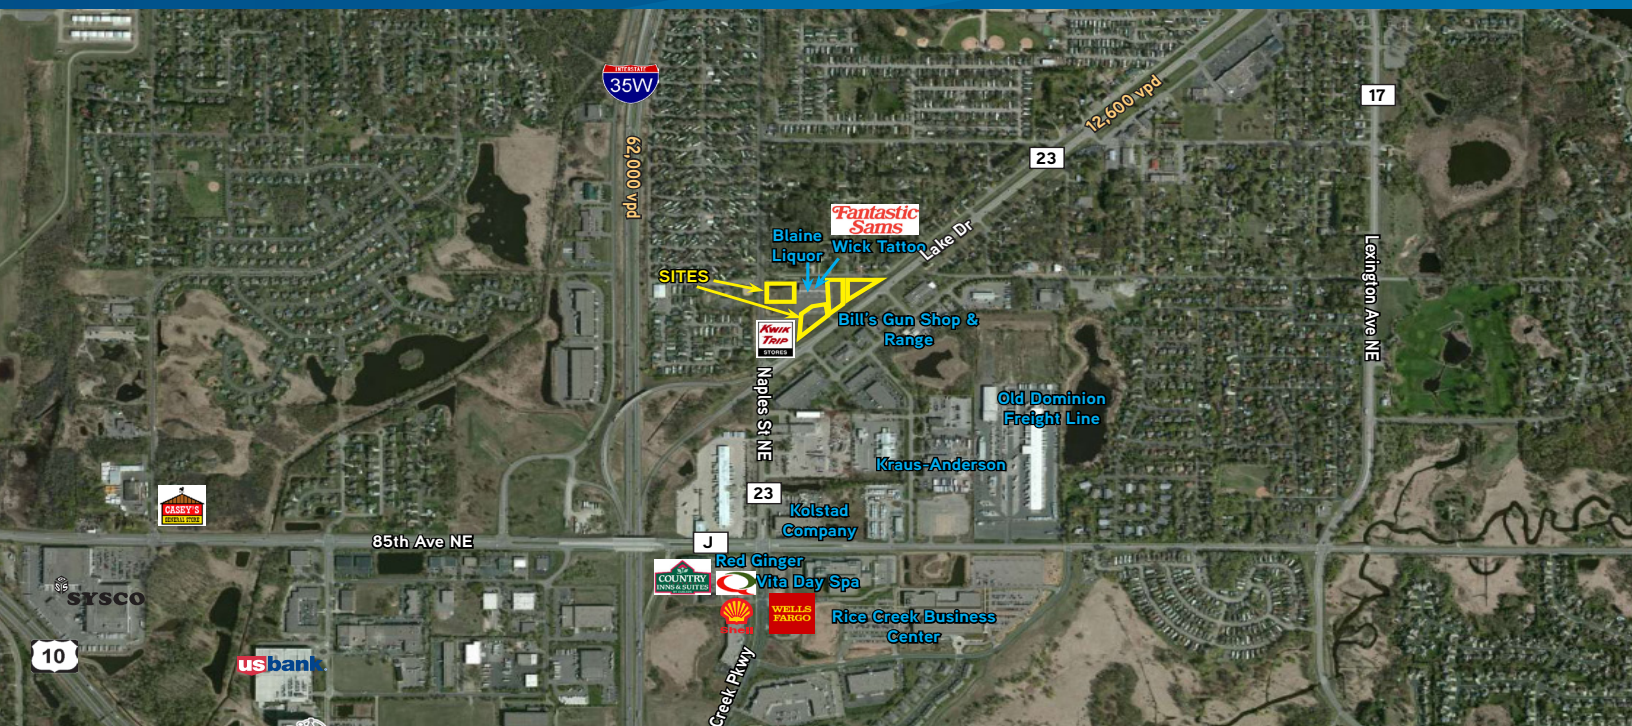 INTERSTATE
35W
17
12,600 vpd
62,000 vpd
23
Fantastic
Sams
Blaine
Liquor
Wick Tattoo
Lake Dr
SITES
Lexington Ave NE
KWIK
TRIP
STORES
Bill's Gun Shop &
Range
Naples St NE
Old Dominion
Freight Line
Kraus-Anderson
CASEY'S
GENERAL STORE
23
Kolstad
Company
85th Ave NE
J
Red Ginger
COUNTRY
INNS & SUITES
Vita Day Spa
SYSCO
Shell
WELLS
FARGO
Rice Creek Business
Center
10
usbank
Creek Pkwy